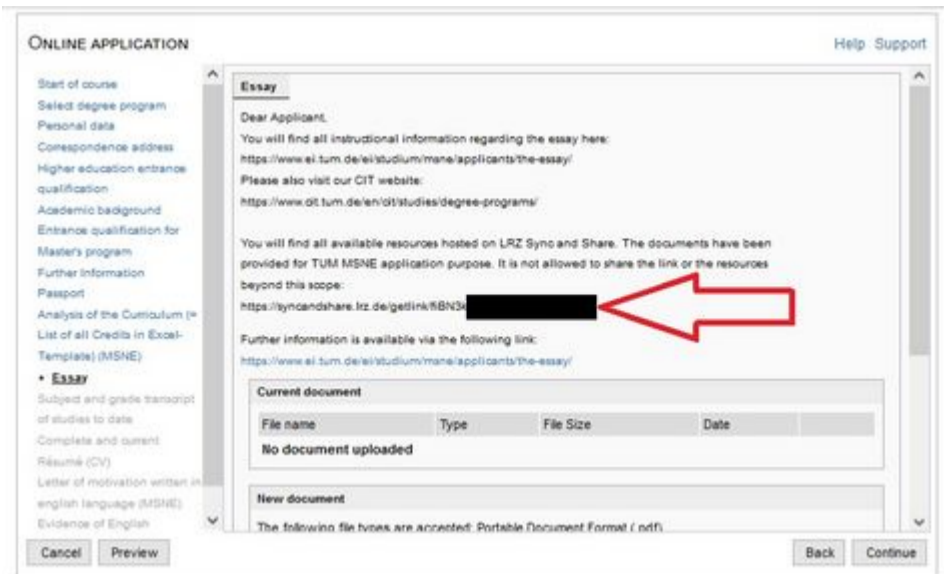 ONLINE APPLICATION
Help Support
Start of course
Select degree program
Personal data
Correspondence address
Higher education entrance
qualification
Academic background
Entrance qualification for
Master's program
Further Information
Passport
Analysis of the Curriculum (=
List of all Credits in Excel-
Template) (MSNE)
• Essay
Subject and grade transcript
of studies to date
Complete and current
Résumé (CV)
Letter of motivation written in
english language (MSNE)
Evidence of English
Essay
Dear Applicant,
You will find all instructional information regarding the essay here:
https://www.ei.tum.de/ei/studium/msne/applicants/the-essay/
Please also visit our CIT website:
https://www.cit.tum.de/en/cit/studies/degree-programs/
You will find all available resources hosted on LRZ Sync and Share. The documents have been
provided for TUM MSNE application purpose. It is not allowed to share the link or the resources
beyond this scope:
https://syncandshare.lrz.de/getlink/fiBN3
Further information is available via the following link:
https://www.ei.tum.de/ei/studium/msne/applicants/the-essay/
Current document
File name Type File Size Date
No document uploaded
New document
The following file types are accepted: Portable Document Format (.pdf)
Cancel Preview Back Continue